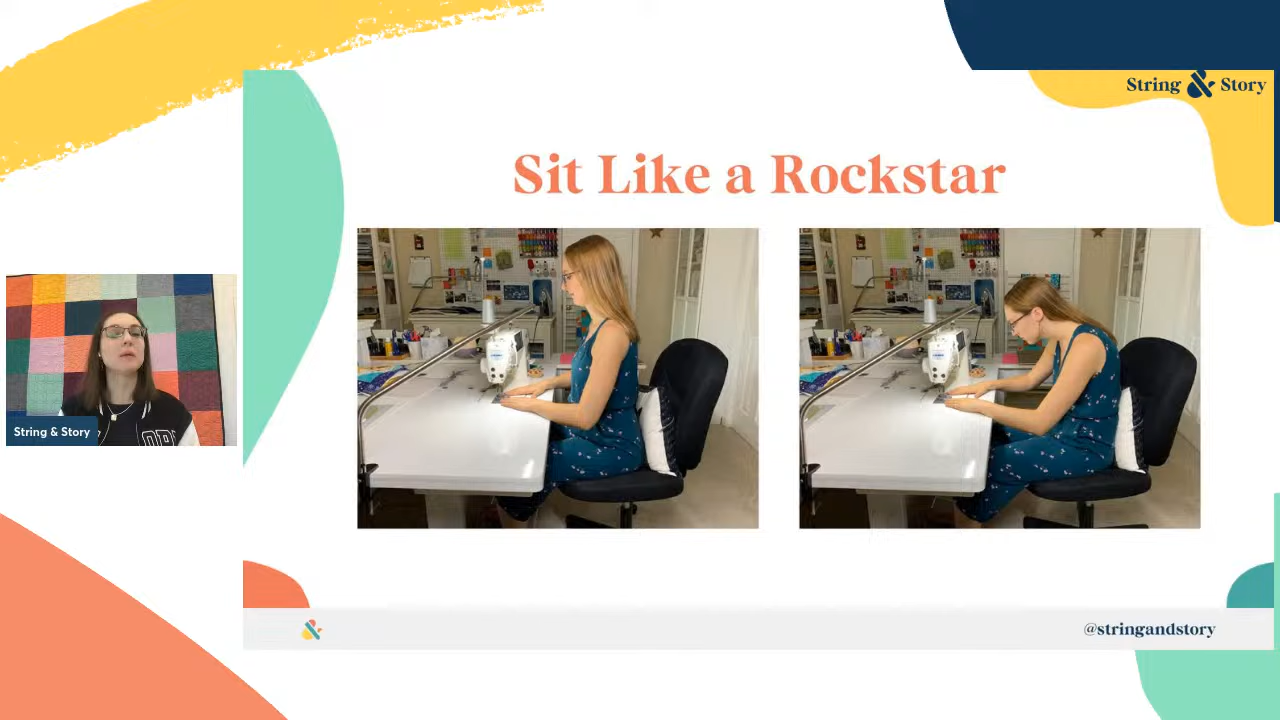 String & Story
Sit Like a Rockstar
String & Story
@stringandstory